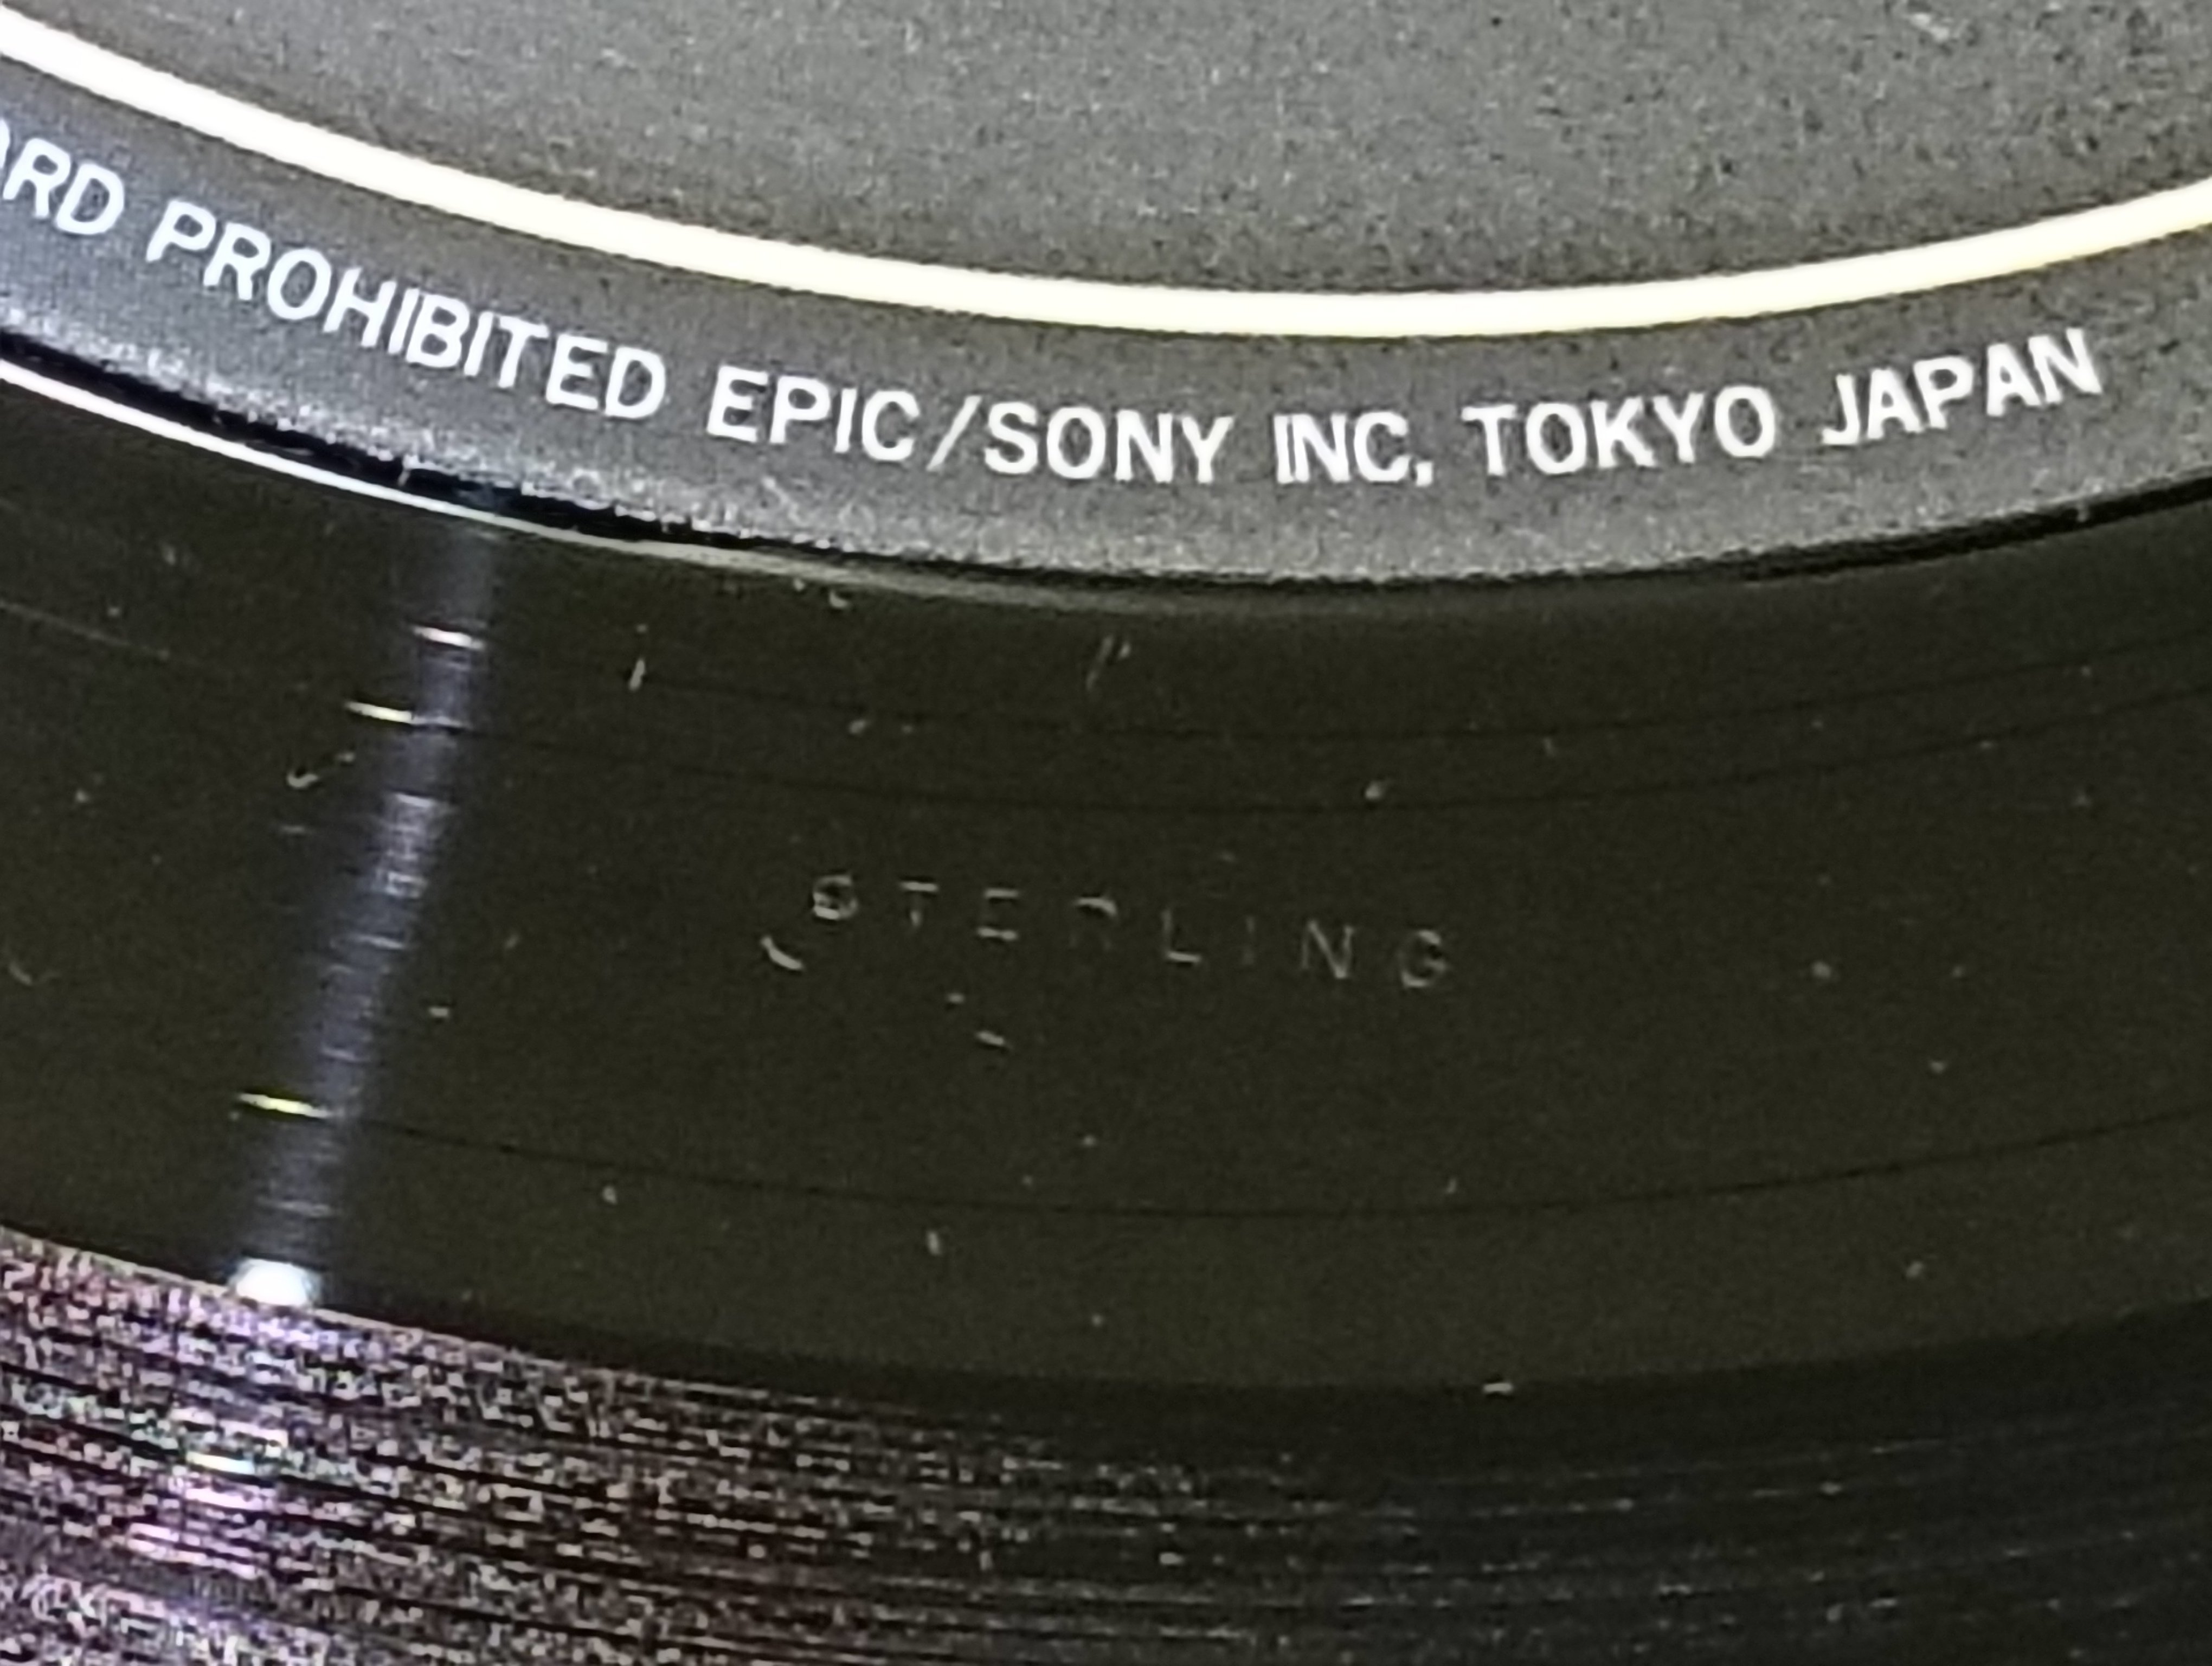 PROHIBITED EPIC/SONY INC. TOKYO JAPAN
STERLING